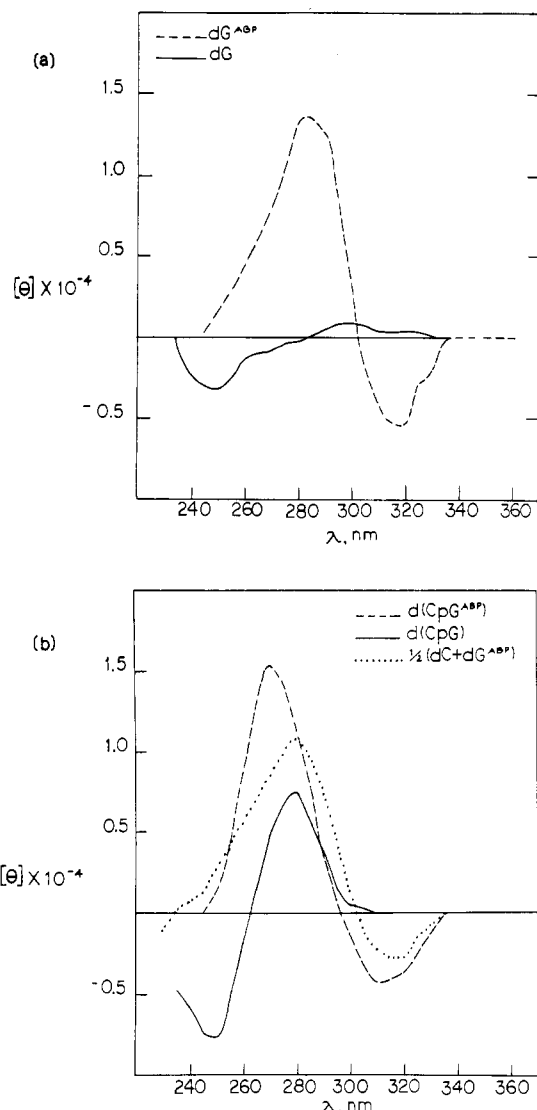 (a)
dG^ABP
dG
1.5
1.0
0.5
[θ] X 10⁻⁴
-0.5
240 260 280 300 320 340 360
λ, nm
(b)
d(CpG^ABP)
d(CpG)
½(dC+dG^ABP)
1.5
1.0
0.5
[θ] X 10⁻⁴
-0.5
240 260 280 300 320 340 360
λ, nm